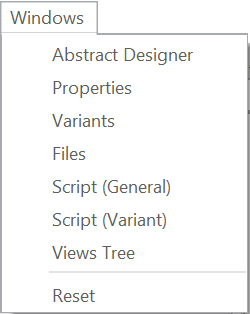 Windows
Abstract Designer
Properties
Variants
Files
Script (General)
Script (Variant)
Views Tree
Reset